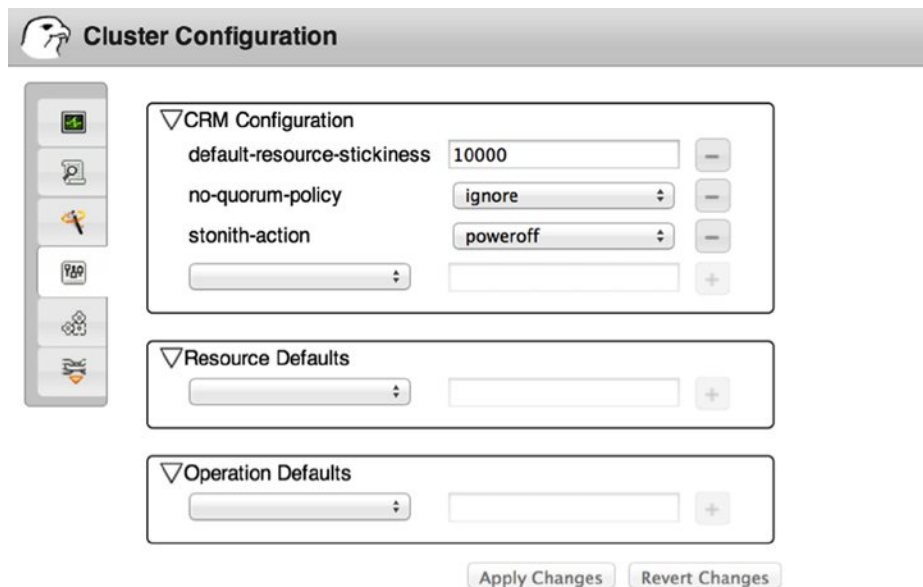 Cluster Configuration
CRM Configuration
default-resource-stickiness 10000
no-quorum-policy ignore
stonith-action poweroff
Resource Defaults
Operation Defaults
Apply Changes Revert Changes